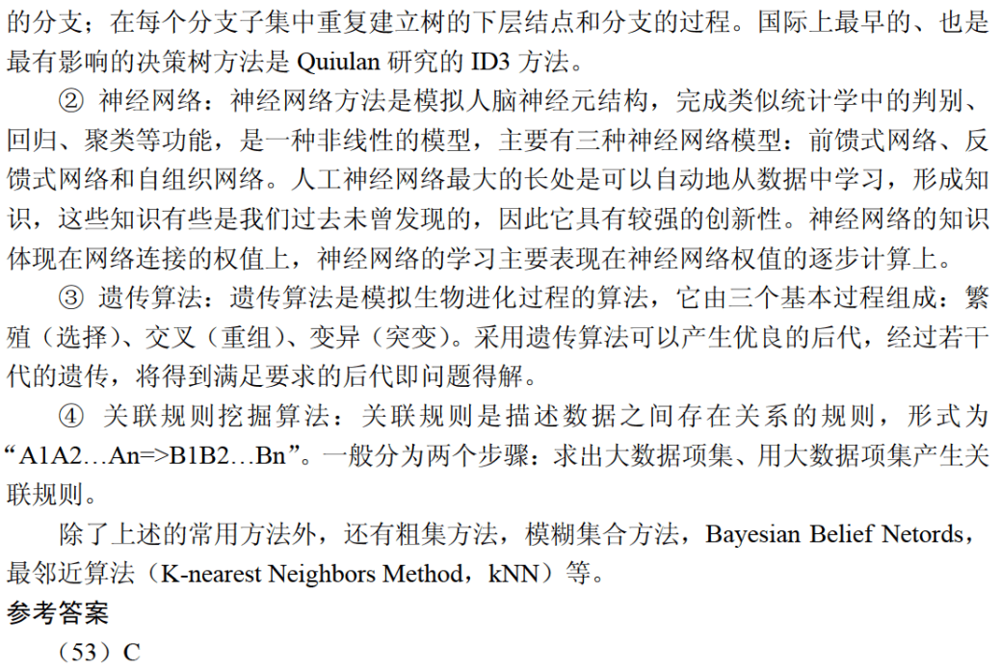 的分支；在每个分支子集中重复建立树的下层结点和分支的过程。国际上最早的、也是
最有影响的决策树方法是 Quiulan 研究的 ID3 方法。
② 神经网络：神经网络方法是模拟人脑神经元结构，完成类似统计学中的判别、
回归、聚类等功能，是一种非线性的模型，主要有三种神经网络模型：前馈式网络、反
馈式网络和自组织网络。人工神经网络最大的长处是可以自动地从数据中学习，形成知
识，这些知识有些是我们过去未曾发现的，因此它具有较强的创新性。神经网络的知识
体现在网络连接的权值上，神经网络的学习主要表现在神经网络权值的逐步计算上。
③ 遗传算法：遗传算法是模拟生物进化过程的算法，它由三个基本过程组成：繁
殖（选择）、交叉（重组）、变异（突变）。采用遗传算法可以产生优良的后代，经过若干
代的遗传，将得到满足要求的后代即问题得解。
④ 关联规则挖掘算法：关联规则是描述数据之间存在关系的规则，形式为
“A1A2…An=>B1B2…Bn”。一般分为两个步骤：求出大数据项集、用大数据项集产生关
联规则。
除了上述的常用方法外，还有粗集方法，模糊集合方法，Bayesian Belief Netords，
最邻近算法（K-nearest Neighbors Method，kNN）等。
参考答案
（53）C